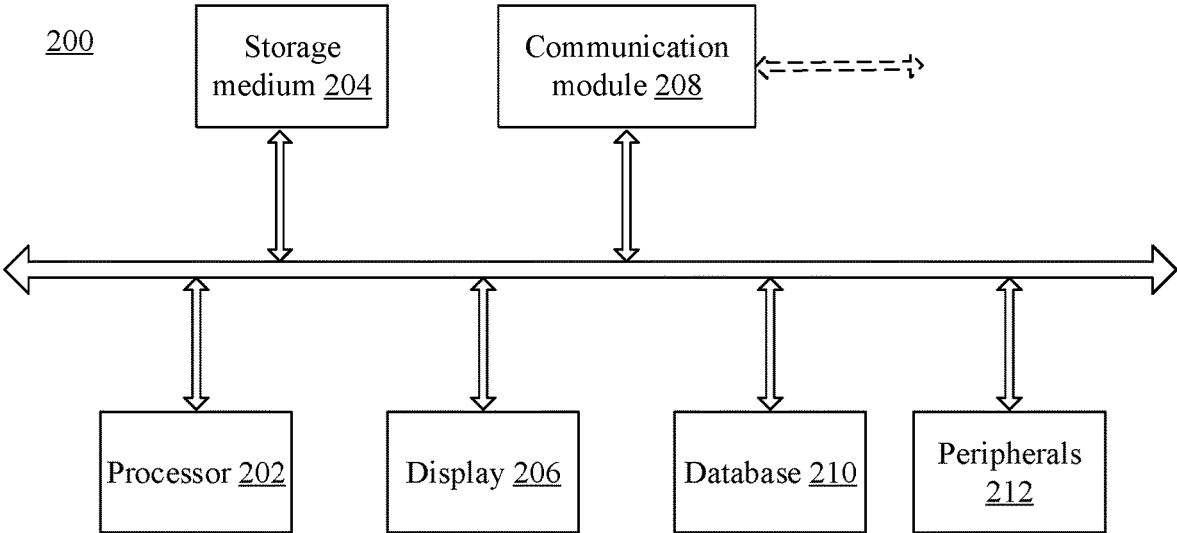 200
Storage
medium 204
Communication
module 208
Processor 202
Display 206
Database 210
Peripherals
212